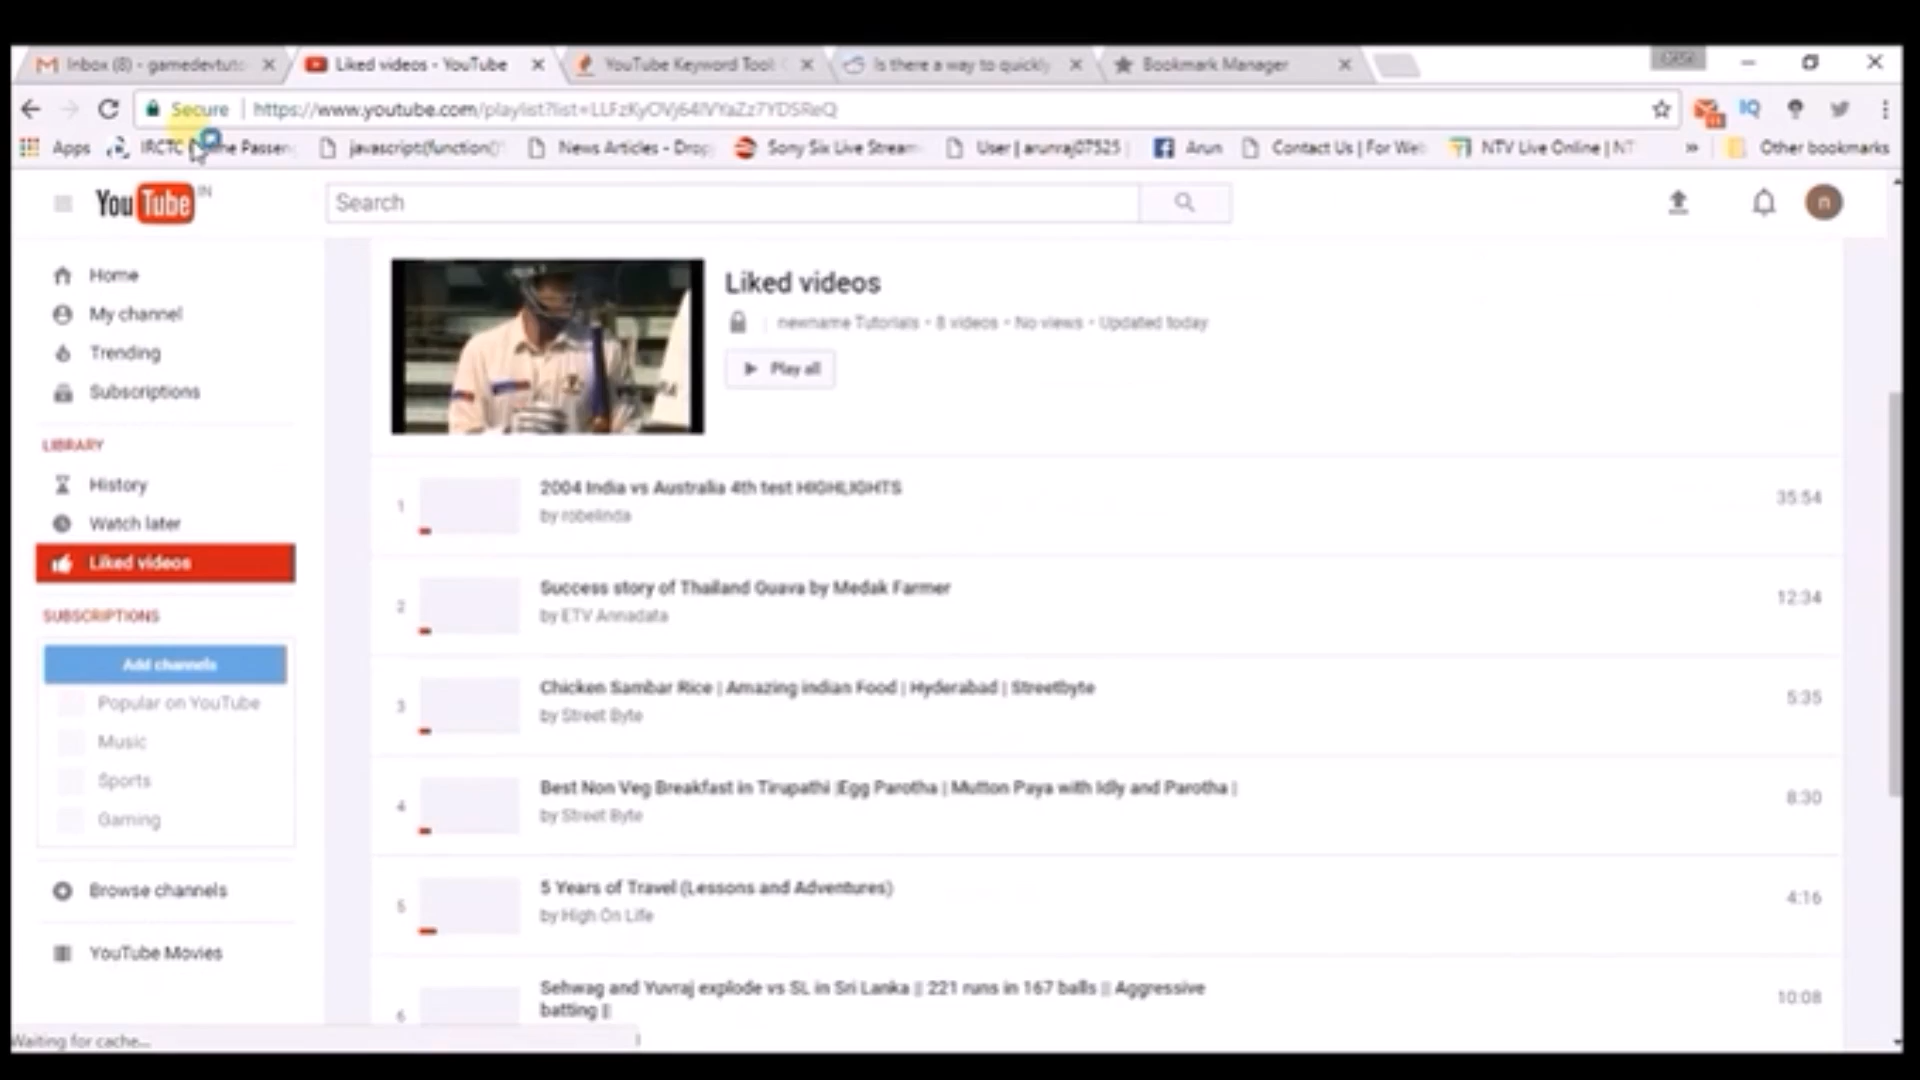 Inbox (8) - gamedevtuto
Liked videos - YouTube
YouTube Keyword Tool
Is there a way to quickly
Bookmark Manager
Secure
https://www.youtube.com/playlist?list=
Apps
IRCTC
ne Passen
javascript(function()
News Articles - Drop
Sony Six Live Stream
User | arunraj07525 |
Arun
Contact Us | For Web
NTV Live Online | NT
»
Other bookmarks
YouTube IN
Search
n
Home
My channel
Trending
Subscriptions
LIBRARY
History
Watch later
Liked videos
SUBSCRIPTIONS
Add channels
Popular on YouTube
Music
Sports
Gaming
Browse channels
YouTube Movies
Liked videos
newname Tutorials • 8 videos • No views • Updated today
Play all
1
2004 India vs Australia 4th test HIGHLIGHTS
by robelinda
35:54
2
Success story of Thailand Guava by Medak Farmer
by ETV Annadata
12:34
3
Chicken Sambar Rice | Amazing indian Food | Hyderabad | Streetbyte
by Street Byte
5:35
4
Best Non Veg Breakfast in Tirupathi |Egg Parotha | Mutton Paya with Idly and Parotha |
by Street Byte
8:30
5
5 Years of Travel (Lessons and Adventures)
by High On Life
4:16
6
Sehwag and Yuvraj explode vs SL in Sri Lanka || 221 runs in 167 balls || Aggressive
batting ||
10:08
Waiting for cache...